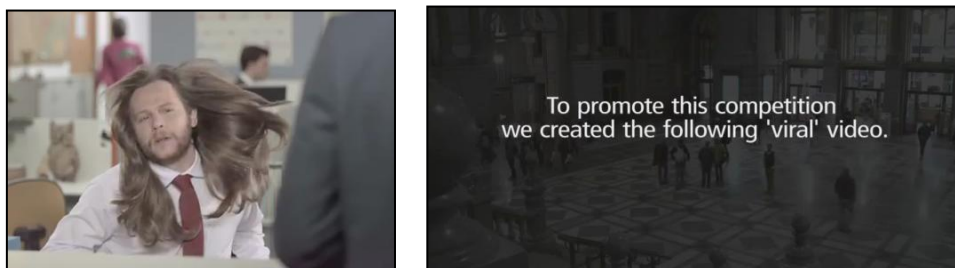 To promote this competition
we created the following 'viral' video.